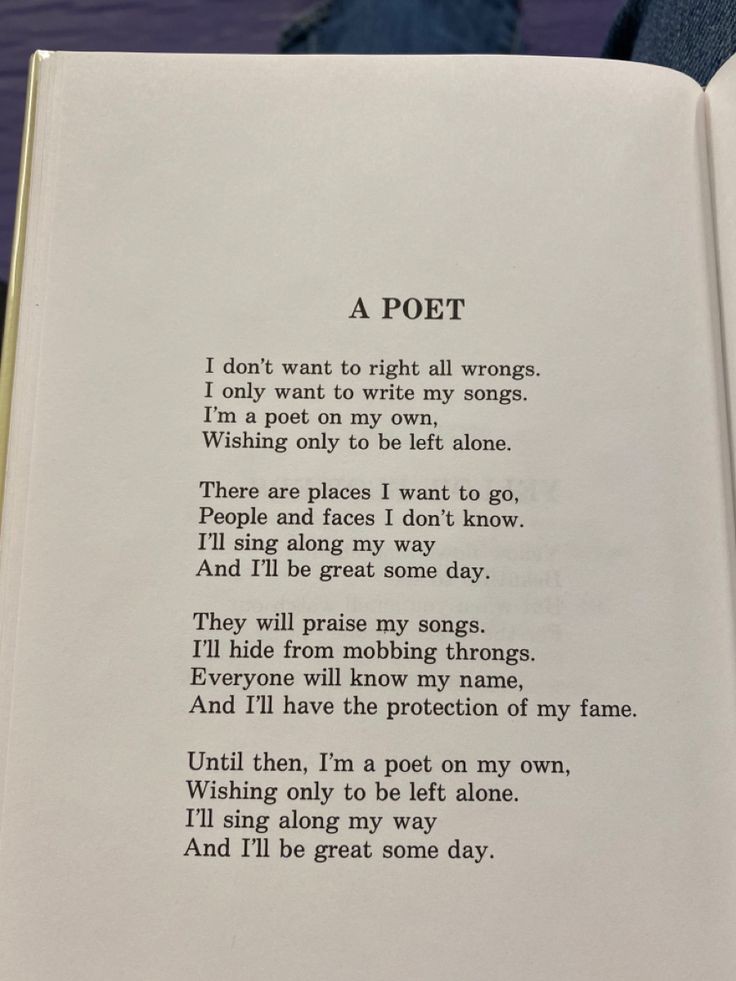 A POET
I don't want to right all wrongs.
I only want to write my songs.
I'm a poet on my own,
Wishing only to be left alone.
There are places I want to go,
People and faces I don't know.
I'll sing along my way
And I'll be great some day.
They will praise my songs.
I'll hide from mobbing throngs.
Everyone will know my name,
And I'll have the protection of my fame.
Until then, I'm a poet on my own,
Wishing only to be left alone.
I'll sing along my way
And I'll be great some day.